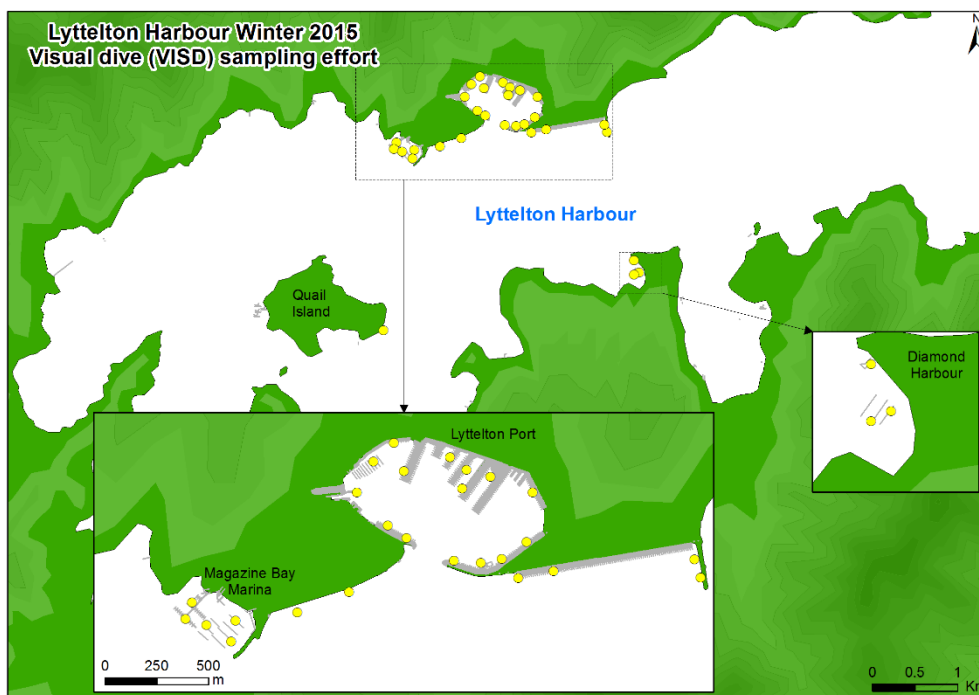 Lyttelton Harbour Winter 2015
Visual dive (VISD) sampling effort
N
Lyttelton Harbour
Quail
Island
Diamond
Harbour
Lyttelton Port
Magazine Bay
Marina
0 250 500
m
0 0.5 1
Km